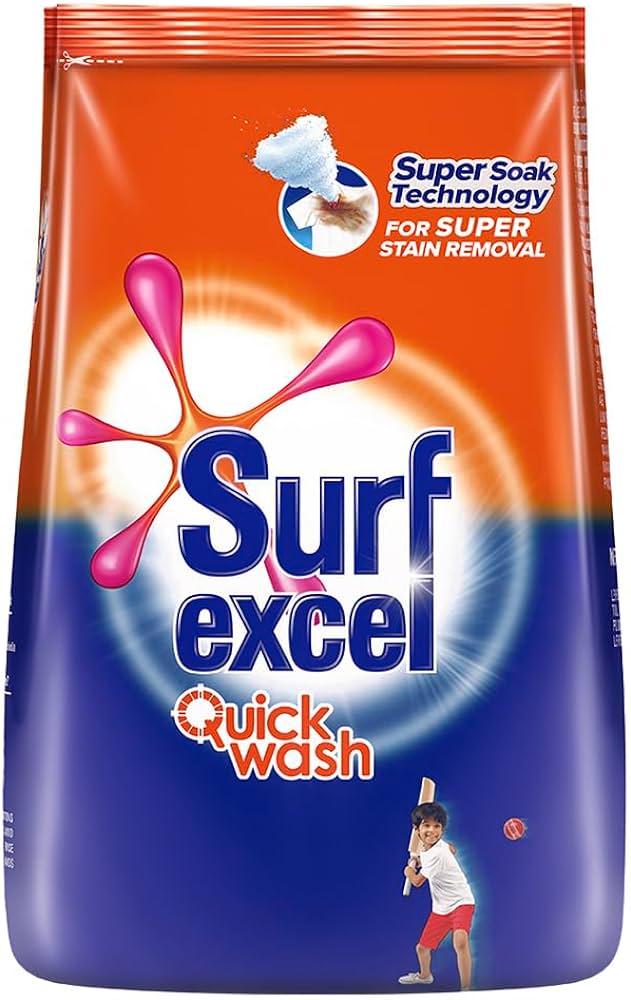 Super Soak
Technology
FOR SUPER
STAIN REMOVAL
Surf
excel
Quick
wash